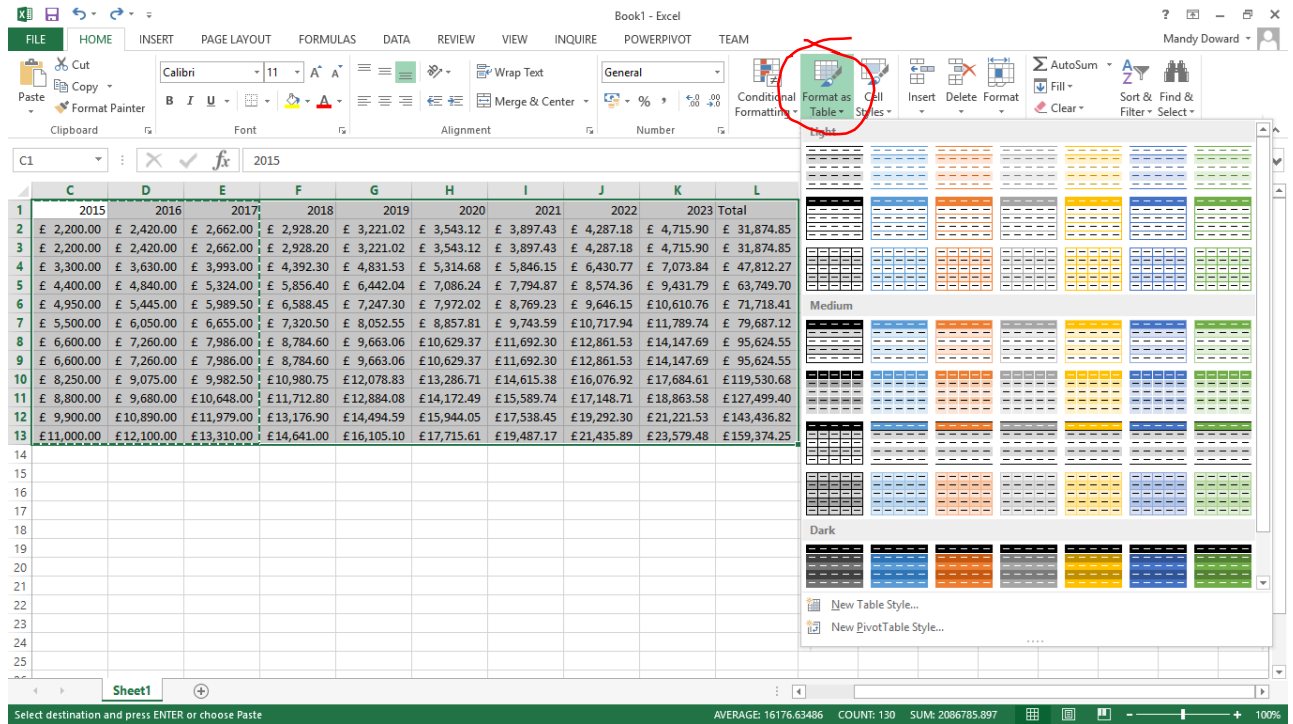 Book1 - Excel
?
FILE HOME INSERT PAGE LAYOUT FORMULAS DATA REVIEW VIEW INQUIRE POWERPIVOT TEAM Mandy Doward
Paste
Cut
Copy
Format Painter
Clipboard
Calibri 11 A A
B I U A
Font
Wrap Text
Merge & Center
Alignment
General
% , .00 .0 .00
Number
Conditional Formatting
Format as Table
Cell Styles
Insert Delete Format
AutoSum
Fill
Clear
Sort & Filter
Find & Select
C1 fx 2015
C D E F G H I J K L
1 2015 2016 2017 2018 2019 2020 2021 2022 2023 Total
2 £ 2,200.00 £ 2,420.00 £ 2,662.00 £ 2,928.20 £ 3,221.02 £ 3,543.12 £ 3,897.43 £ 4,287.18 £ 4,715.90 £ 31,874.85
3 £ 2,200.00 £ 2,420.00 £ 2,662.00 £ 2,928.20 £ 3,221.02 £ 3,543.12 £ 3,897.43 £ 4,287.18 £ 4,715.90 £ 31,874.85
4 £ 3,300.00 £ 3,630.00 £ 3,993.00 £ 4,392.30 £ 4,831.53 £ 5,314.68 £ 5,846.15 £ 6,430.77 £ 7,073.84 £ 47,812.27
5 £ 4,400.00 £ 4,840.00 £ 5,324.00 £ 5,856.40 £ 6,442.04 £ 7,086.24 £ 7,794.87 £ 8,574.36 £ 9,431.79 £ 63,749.70
6 £ 4,950.00 £ 5,445.00 £ 5,989.50 £ 6,588.45 £ 7,247.30 £ 7,972.02 £ 8,769.23 £ 9,646.15 £10,610.76 £ 71,718.41
7 £ 5,500.00 £ 6,050.00 £ 6,655.00 £ 7,320.50 £ 8,052.55 £ 8,857.81 £ 9,743.59 £10,717.94 £11,789.74 £ 79,687.12
8 £ 6,600.00 £ 7,260.00 £ 7,986.00 £ 8,784.60 £ 9,663.06 £10,629.37 £11,692.30 £12,861.53 £14,147.69 £ 95,624.55
9 £ 6,600.00 £ 7,260.00 £ 7,986.00 £ 8,784.60 £ 9,663.06 £10,629.37 £11,692.30 £12,861.53 £14,147.69 £ 95,624.55
10 £ 8,250.00 £ 9,075.00 £ 9,982.50 £10,980.75 £12,078.83 £13,286.71 £14,615.38 £16,076.92 £17,684.61 £119,530.68
11 £ 8,800.00 £ 9,680.00 £10,648.00 £11,712.80 £12,884.08 £14,172.49 £15,589.74 £17,148.71 £18,863.58 £127,499.40
12 £ 9,900.00 £10,890.00 £11,979.00 £13,176.90 £14,494.59 £15,944.05 £17,538.45 £19,292.30 £21,221.53 £143,436.82
13 £11,000.00 £12,100.00 £13,310.00 £14,641.00 £16,105.10 £17,715.61 £19,487.17 £21,435.89 £23,579.48 £159,374.25
14
15
16
17
18
19
20
21
22
23
24
25
Light
Medium
Dark
New Table Style...
New PivotTable Style...
Sheet1
Select destination and press ENTER or choose Paste AVERAGE: 16176.63486 COUNT: 130 SUM: 2086785.897 100%